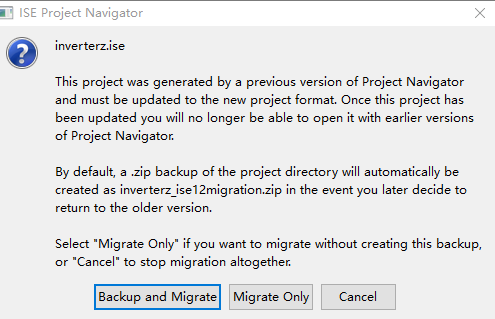 ISE Project Navigator
inverterz.ise
This project was generated by a previous version of Project Navigator
and must be updated to the new project format. Once this project has
been updated you will no longer be able to open it with earlier versions
of Project Navigator.
By default, a .zip backup of the project directory will automatically be
created as inverterz_ise12migration.zip in the event you later decide to
return to the older version.
Select "Migrate Only" if you want to migrate without creating this backup,
or "Cancel" to stop migration altogether.
Backup and Migrate
Migrate Only
Cancel